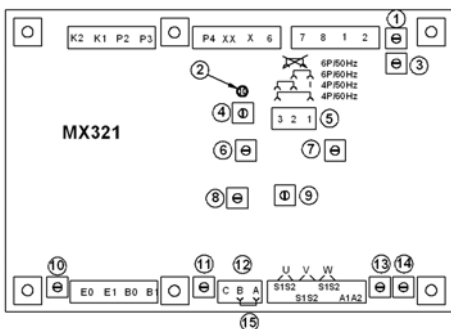 K2 K1 P2 P3
P4 XX X 6
7 8 1 2
1
2
3
6P/50Hz
6P/60Hz
4P/50Hz
4P/60Hz
4
3 2 1
5
MX321
6
7
8
9
10
11
12
13
14
E0 E1 B0 B1
C B A
U V W
S1S2 S1S2
S1S2 A1A2
15